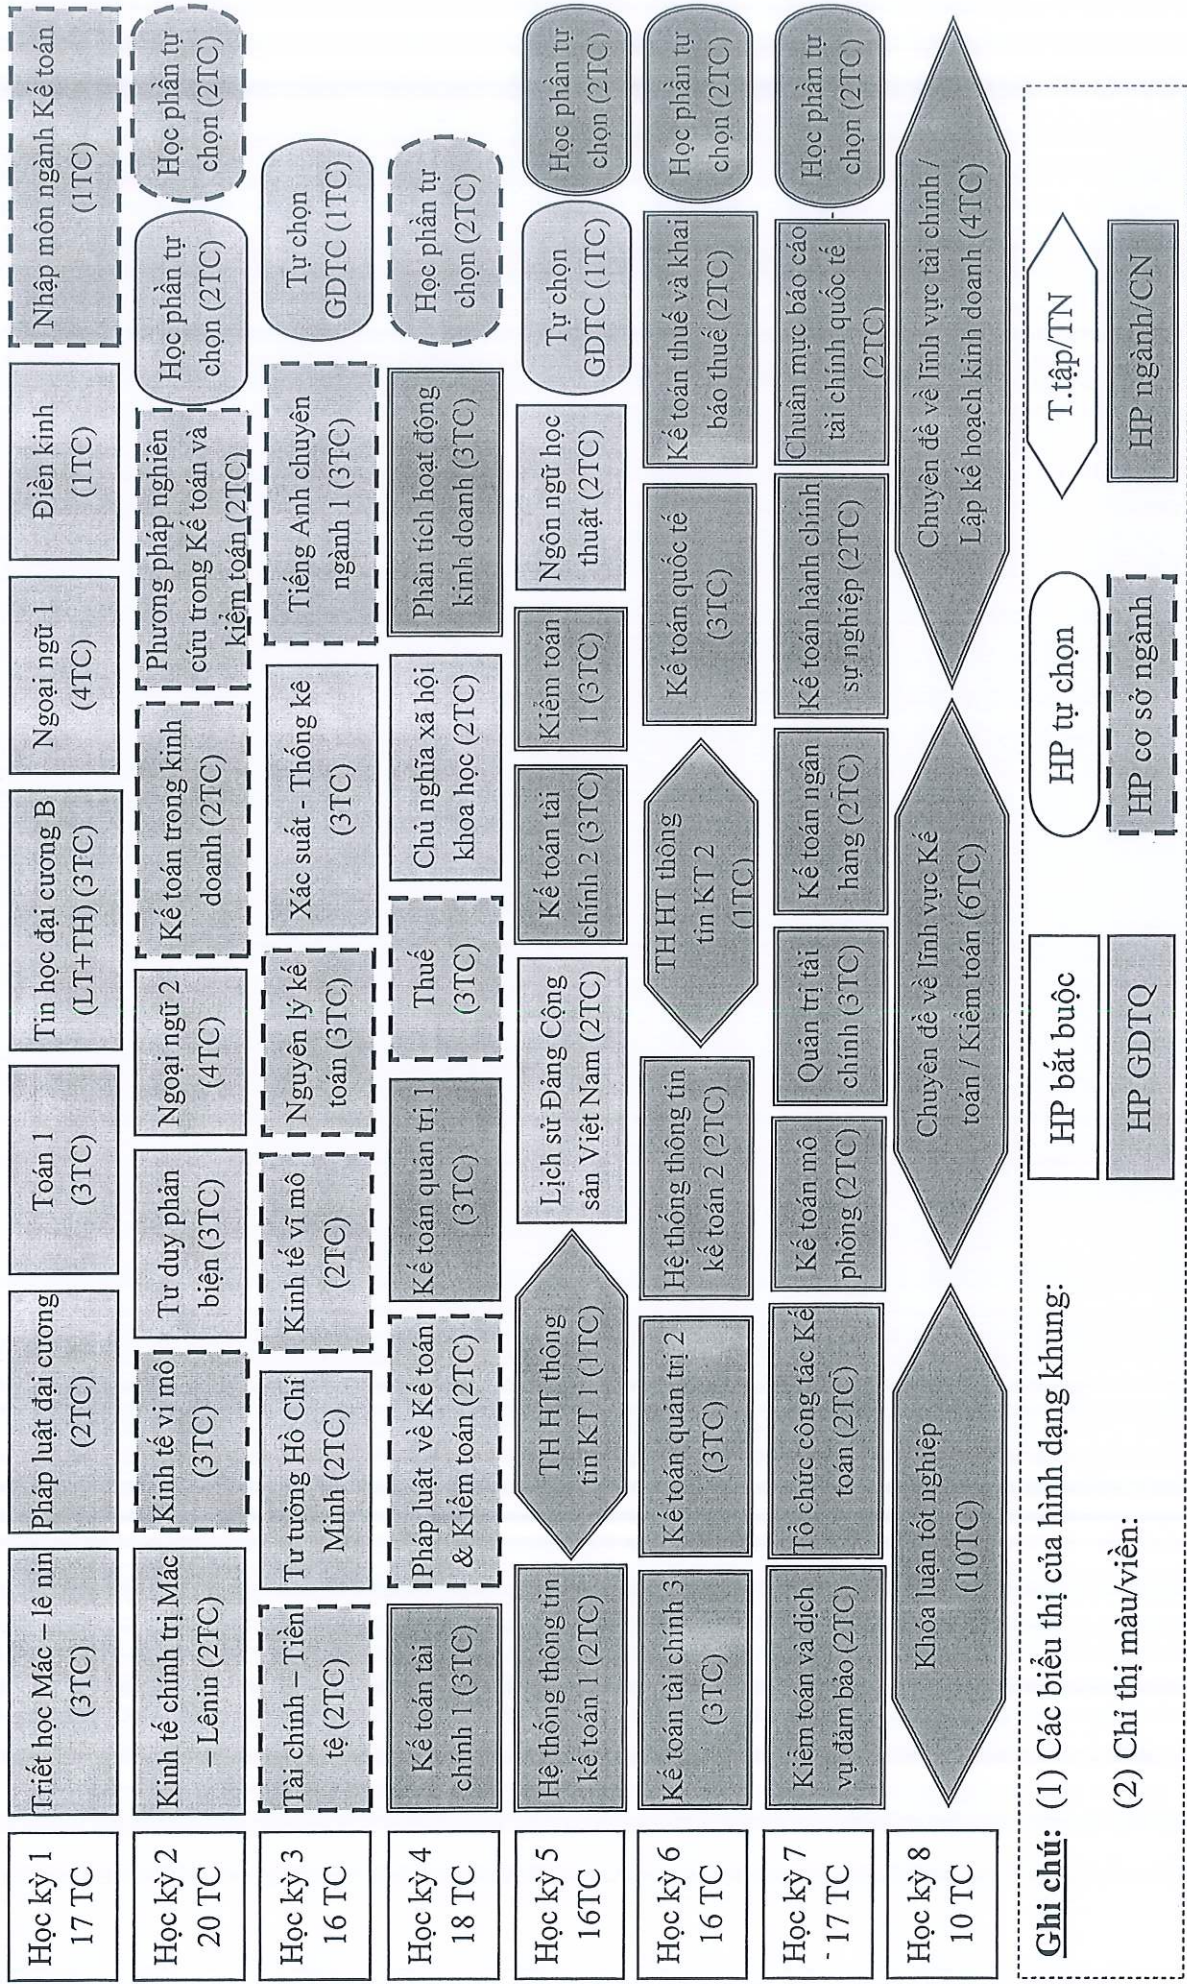 Học kỳ 1
17 TC
Triết học Mác – lê nin
(3TC)
Pháp luật đại cương
(2TC)
Toán 1
(3TC)
Tin học đại cương B
(LT+TH) (3TC)
Ngoại ngữ 1
(4TC)
Điền kinh
(1TC)
Nhập môn ngành Kế toán
(1TC)
Học kỳ 2
20 TC
Kinh tế chính trị Mác
– Lênin (2TC)
Kinh tế vi mô
(3TC)
Tư duy phản
biện (3TC)
Ngoại ngữ 2
(4TC)
Kế toán trong kinh
doanh (2TC)
Phương pháp nghiên
cứu trong Kế toán và
kiểm toán (2TC)
Học phần tự
chọn (2TC)
Học phần tự
chọn (2TC)
Học kỳ 3
16 TC
Tài chính – Tiền
tệ (2TC)
Tư tưởng Hồ Chí
Minh (2TC)
Kinh tế vĩ mô
(2TC)
Nguyên lý kế
toán (3TC)
Xác suất - Thống kê
(3TC)
Tiếng Anh chuyên
ngành 1 (3TC)
Tự chọn
GDTC (1TC)
Học kỳ 4
18 TC
Kế toán tài
chính 1 (3TC)
Pháp luật về Kế toán
& Kiểm toán (2TC)
Kế toán quản trị 1
(3TC)
Thuế
(3TC)
Chủ nghĩa xã hội
khoa học (2TC)
Phân tích hoạt động
kinh doanh (3TC)
Học phần tự
chọn (2TC)
Học kỳ 5
16TC
Hệ thống thông tin
kế toán 1 (2TC)
TH HT thông
tin KT 1 (1TC)
Lịch sử Đảng Cộng
sản Việt Nam (2TC)
Kế toán tài
chính 2 (3TC)
Kiểm toán
1 (3TC)
Ngôn ngữ học
thuật (2TC)
Tự chọn
GDTC (1TC)
Học phần tự
chọn (2TC)
Học kỳ 6
16 TC
Kế toán tài chính 3
(3TC)
Kế toán quản trị 2
(3TC)
Hệ thống thông tin
kế toán 2 (2TC)
TH HT thông
tin KT 2
(1TC)
Kế toán quốc tế
(3TC)
Kế toán thuế và khai
báo thuế (2TC)
Học phần tự
chọn (2TC)
Học kỳ 7
17 TC
Kiểm toán và dịch
vụ đảm bảo (2TC)
Tổ chức công tác Kế
toán (2TC)
Kế toán mô
phỏng (2TC)
Quản trị tài
chính (3TC)
Kế toán ngân
hàng (2TC)
Kế toán hành chính
sự nghiệp (2TC)
Chuẩn mực báo cáo
tài chính quốc tế
(2TC)
Học phần tự
chọn (2TC)
Học kỳ 8
10 TC
Khóa luận tốt nghiệp
(10TC)
Chuyên đề về lĩnh vực Kế
toán / Kiểm toán (6TC)
Chuyên đề về lĩnh vực tài chính /
Lập kế hoạch kinh doanh (4TC)
Ghi chú: (1) Các biểu thị của hình dạng khung:
HP bắt buộc
HP tự chọn
T.tập/TN
(2) Chỉ thị màu/viền:
HP GDTQ
HP cơ sở ngành
HP ngành/CN